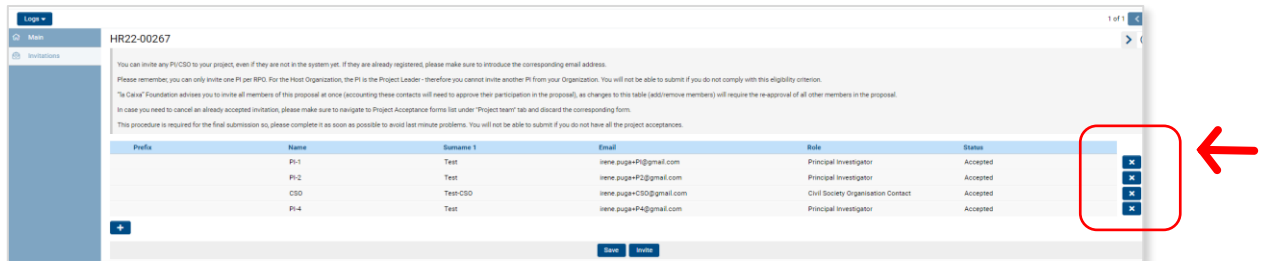 Logs
1 of 1
Main
HR22-00267
Invitations
You can invite any PI/CSO to your project, even if they are not in the system yet. If they are already registered, please make sure to introduce the corresponding email address.
Please remember, you can only invite one PI per RPO. For the Host Organization, the PI is the Project Leader - therefore you cannot invite another PI from your Organization. You will not be able to submit if you do not comply with this eligibility criterion.
"la Caixa" Foundation advises you to invite all members of this proposal at once (accounting these contacts will need to approve their participation in the proposal), as changes to this table (add/remove members) will require the re-approval of all other members in the proposal.
In case you need to cancel an already accepted invitation, please make sure to navigate to Project Acceptance forms list under "Project team" tab and discard the corresponding form.
This procedure is required for the final submission so, please complete it as soon as possible to avoid last minute problems. You will not be able to submit if you do not have all the project acceptances.
Prefix Name Surname 1 Email Role Status
PI-1 Test irene.puga+PI@gmail.com Principal Investigator Accepted
PI-2 Test irene.puga+P2@gmail.com Principal Investigator Accepted
CSO Test-CSO irene.puga+CSO@gmail.com Civil Society Organisation Contact Accepted
PI-4 Test irene.puga+P4@gmail.com Principal Investigator Accepted
Save Invite